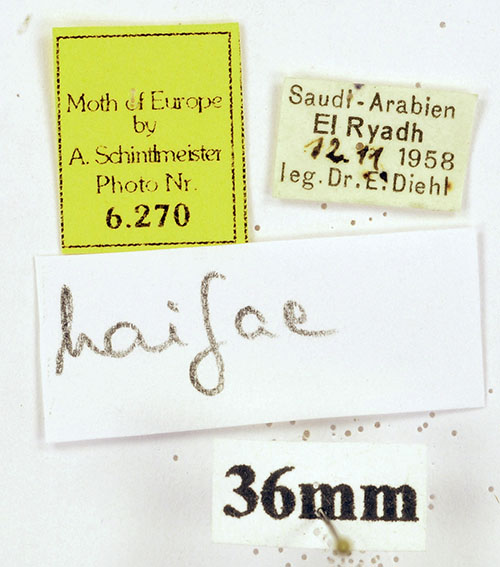 Moth of Europe
by
A. Schintlmeister
Photo Nr.
6.270
Saudi-Arabien
El Ryadh
12.11 1958
leg. Dr. E. Diehl
haifae
36mm